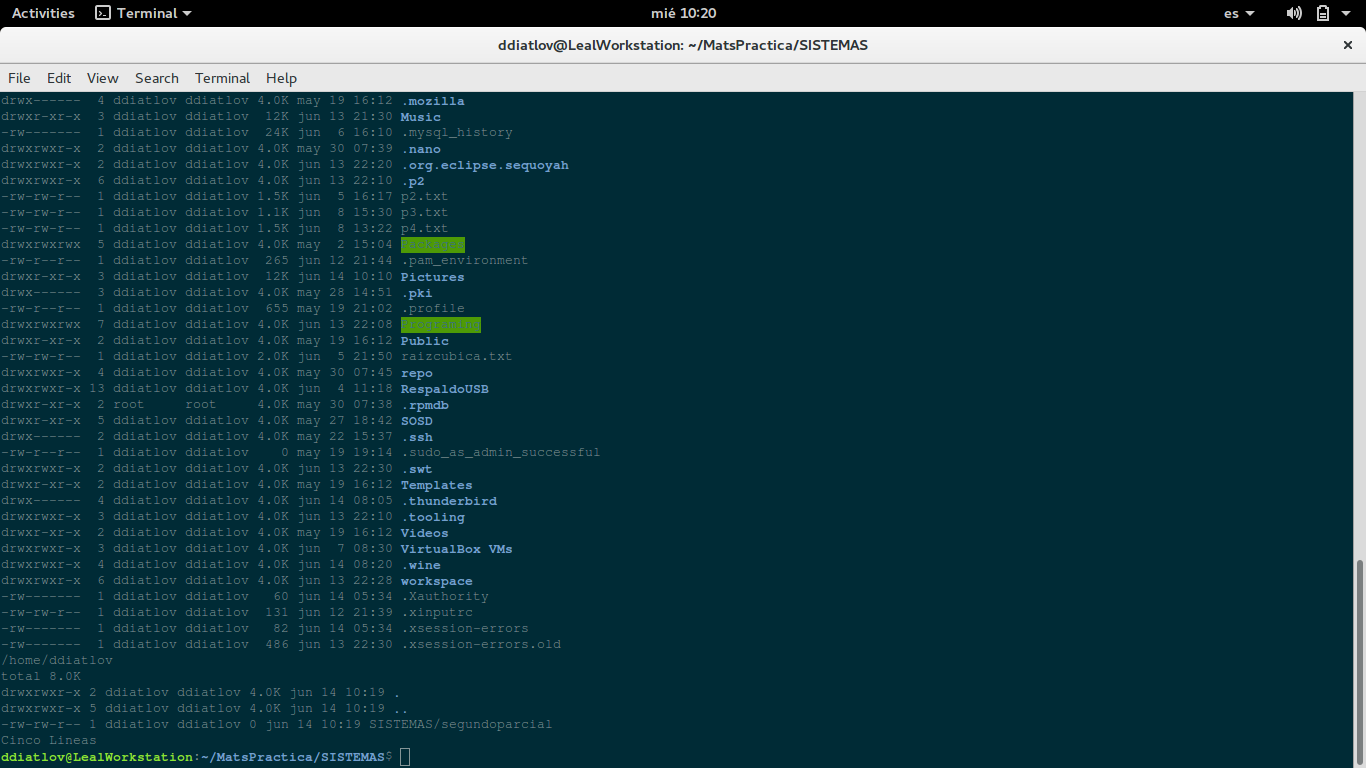 Activities Terminal mié 10:20 es
ddiatlov@LealWorkstation: ~/MatsPractica/SISTEMAS
File Edit View Search Terminal Help
drwx------  4 ddiatlov ddiatlov 4.0K may 19 16:12 .mozilla
drwxr-xr-x  3 ddiatlov ddiatlov  12K jun 13 21:30 Music
-rw-------  1 ddiatlov ddiatlov  24K jun  6 16:10 .mysql_history
drwxrwxr-x  2 ddiatlov ddiatlov 4.0K may 30 07:39 .nano
drwxrwxr-x  2 ddiatlov ddiatlov 4.0K jun 13 22:20 .org.eclipse.sequoyah
drwxrwxr-x  6 ddiatlov ddiatlov 4.0K jun 13 22:10 .p2
-rw-rw-r--  1 ddiatlov ddiatlov 1.5K jun  5 16:17 p2.txt
-rw-rw-r--  1 ddiatlov ddiatlov 1.1K jun  8 15:30 p3.txt
-rw-rw-r--  1 ddiatlov ddiatlov 1.5K jun  8 13:22 p4.txt
drwxrwxrwx  5 ddiatlov ddiatlov 4.0K may  2 15:04 Packages
-rw-r--r--  1 ddiatlov ddiatlov  265 jun 12 21:44 .pam_environment
drwxr-xr-x  3 ddiatlov ddiatlov  12K jun 14 10:10 Pictures
drwx------  3 ddiatlov ddiatlov 4.0K may 28 14:51 .pki
-rw-r--r--  1 ddiatlov ddiatlov  655 may 19 21:02 .profile
drwxrwxrwx  7 ddiatlov ddiatlov 4.0K jun 13 22:08 Programing
drwxr-xr-x  2 ddiatlov ddiatlov 4.0K may 19 16:12 Public
-rw-rw-r--  1 ddiatlov ddiatlov 2.0K jun  5 21:50 raizcubica.txt
drwxrwxr-x  4 ddiatlov ddiatlov 4.0K may 30 07:45 repo
drwxrwxr-x 13 ddiatlov ddiatlov 4.0K jun  4 11:18 RespaldoUSB
drwxr-xr-x  2 root     root     4.0K may 30 07:38 .rpmdb
drwxr-xr-x  5 ddiatlov ddiatlov 4.0K may 27 18:42 SOSD
drwx------  2 ddiatlov ddiatlov 4.0K may 22 15:37 .ssh
-rw-r--r--  1 ddiatlov ddiatlov    0 may 19 19:14 .sudo_as_admin_successful
drwxrwxr-x  2 ddiatlov ddiatlov 4.0K jun 13 22:30 .swt
drwxr-xr-x  2 ddiatlov ddiatlov 4.0K may 19 16:12 Templates
drwx------  4 ddiatlov ddiatlov 4.0K jun 14 08:05 .thunderbird
drwxrwxr-x  3 ddiatlov ddiatlov 4.0K jun 13 22:10 .tooling
drwxr-xr-x  2 ddiatlov ddiatlov 4.0K may 19 16:12 Videos
drwxrwxr-x  3 ddiatlov ddiatlov 4.0K jun  7 08:30 VirtualBox VMs
drwxrwxr-x  4 ddiatlov ddiatlov 4.0K jun 14 08:20 .wine
drwxrwxr-x  6 ddiatlov ddiatlov 4.0K jun 13 22:28 workspace
-rw-------  1 ddiatlov ddiatlov   60 jun 14 05:34 .Xauthority
-rw-rw-r--  1 ddiatlov ddiatlov  131 jun 12 21:39 .xinputrc
-rw-------  1 ddiatlov ddiatlov   82 jun 14 05:34 .xsession-errors
-rw-------  1 ddiatlov ddiatlov  486 jun 13 22:30 .xsession-errors.old
/home/ddiatlov
total 8.0K
drwxrwxr-x 2 ddiatlov ddiatlov 4.0K jun 14 10:19 .
drwxrwxr-x 5 ddiatlov ddiatlov 4.0K jun 14 10:19 ..
-rw-rw-r-- 1 ddiatlov ddiatlov 0 jun 14 10:19 SISTEMAS/segundoparcial
Cinco Lineas
ddiatlov@LealWorkstation:~/MatsPractica/SISTEMAS$